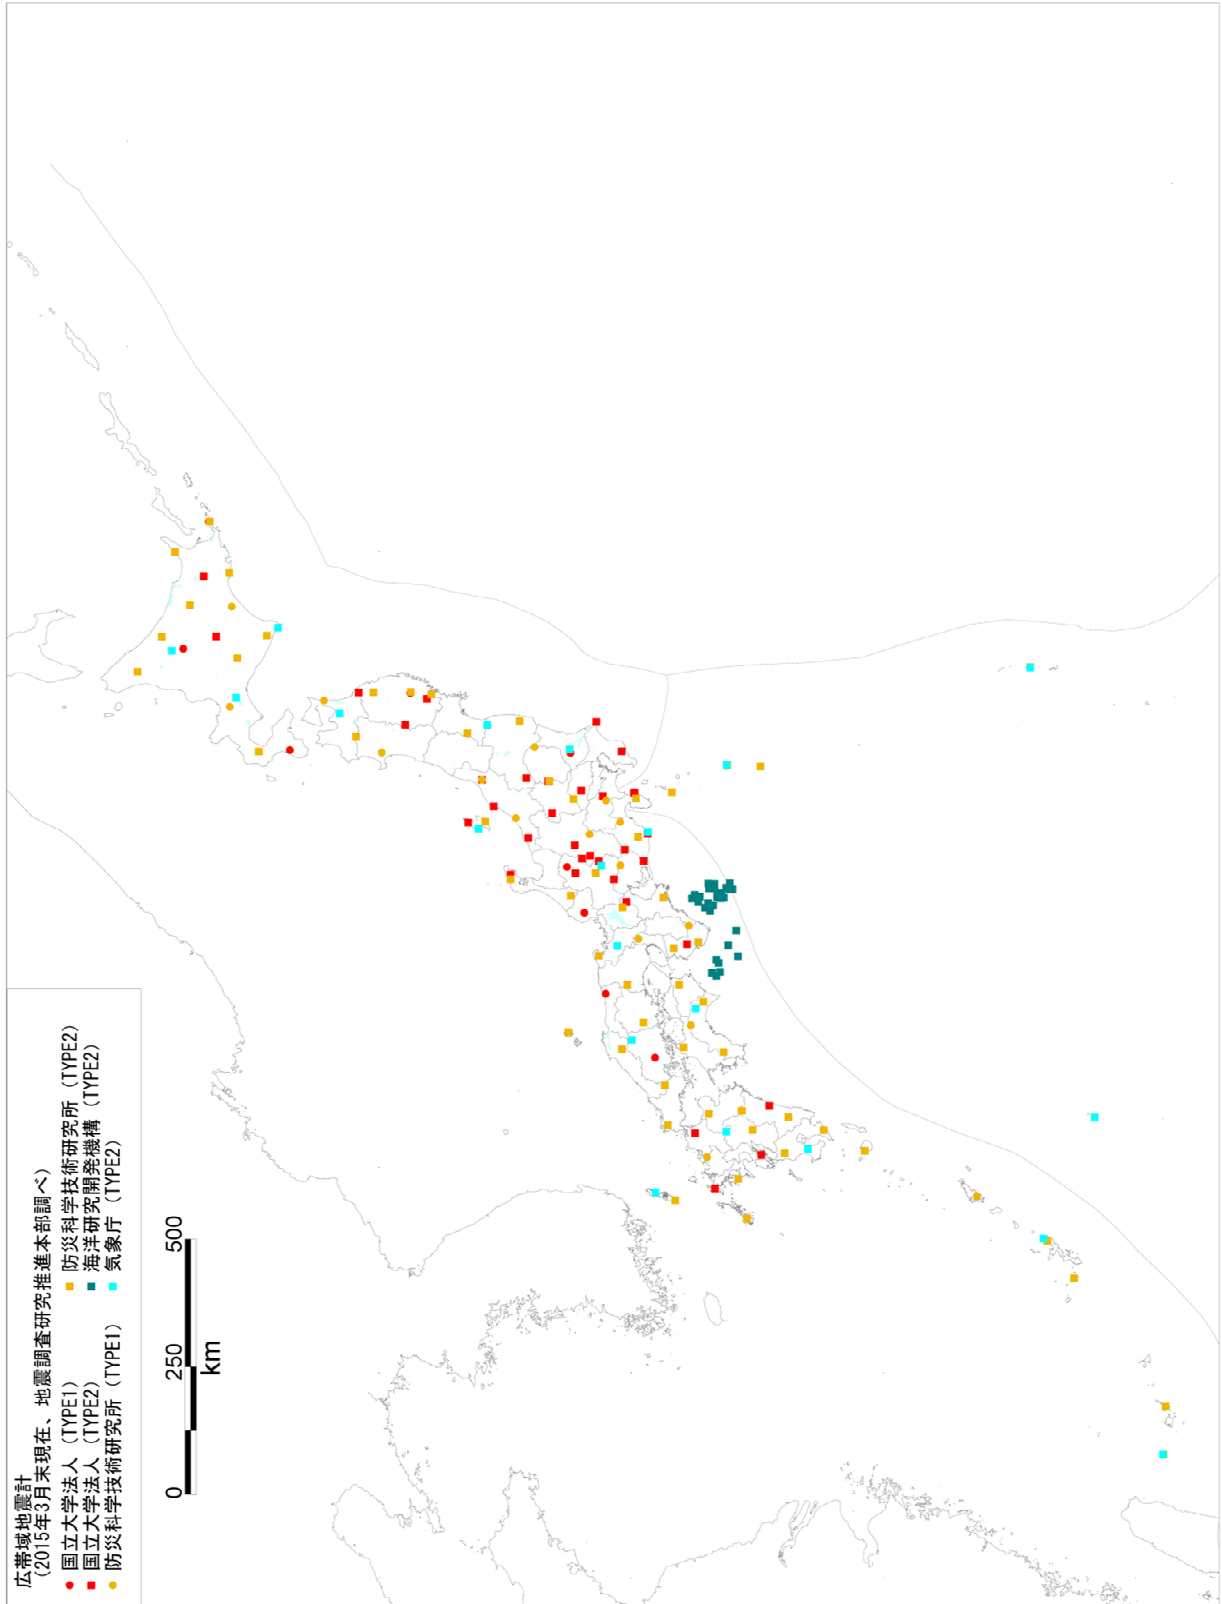 広帯域地震計
(2015年3月末現在、地震調査研究推進本部調べ)
国立大学法人 (TYPE1)
国立大学法人 (TYPE2)
防災科学技術研究所 (TYPE1)
防災科学技術研究所 (TYPE2)
海洋研究開発機構 (TYPE2)
気象庁 (TYPE2)
0 250 500
km